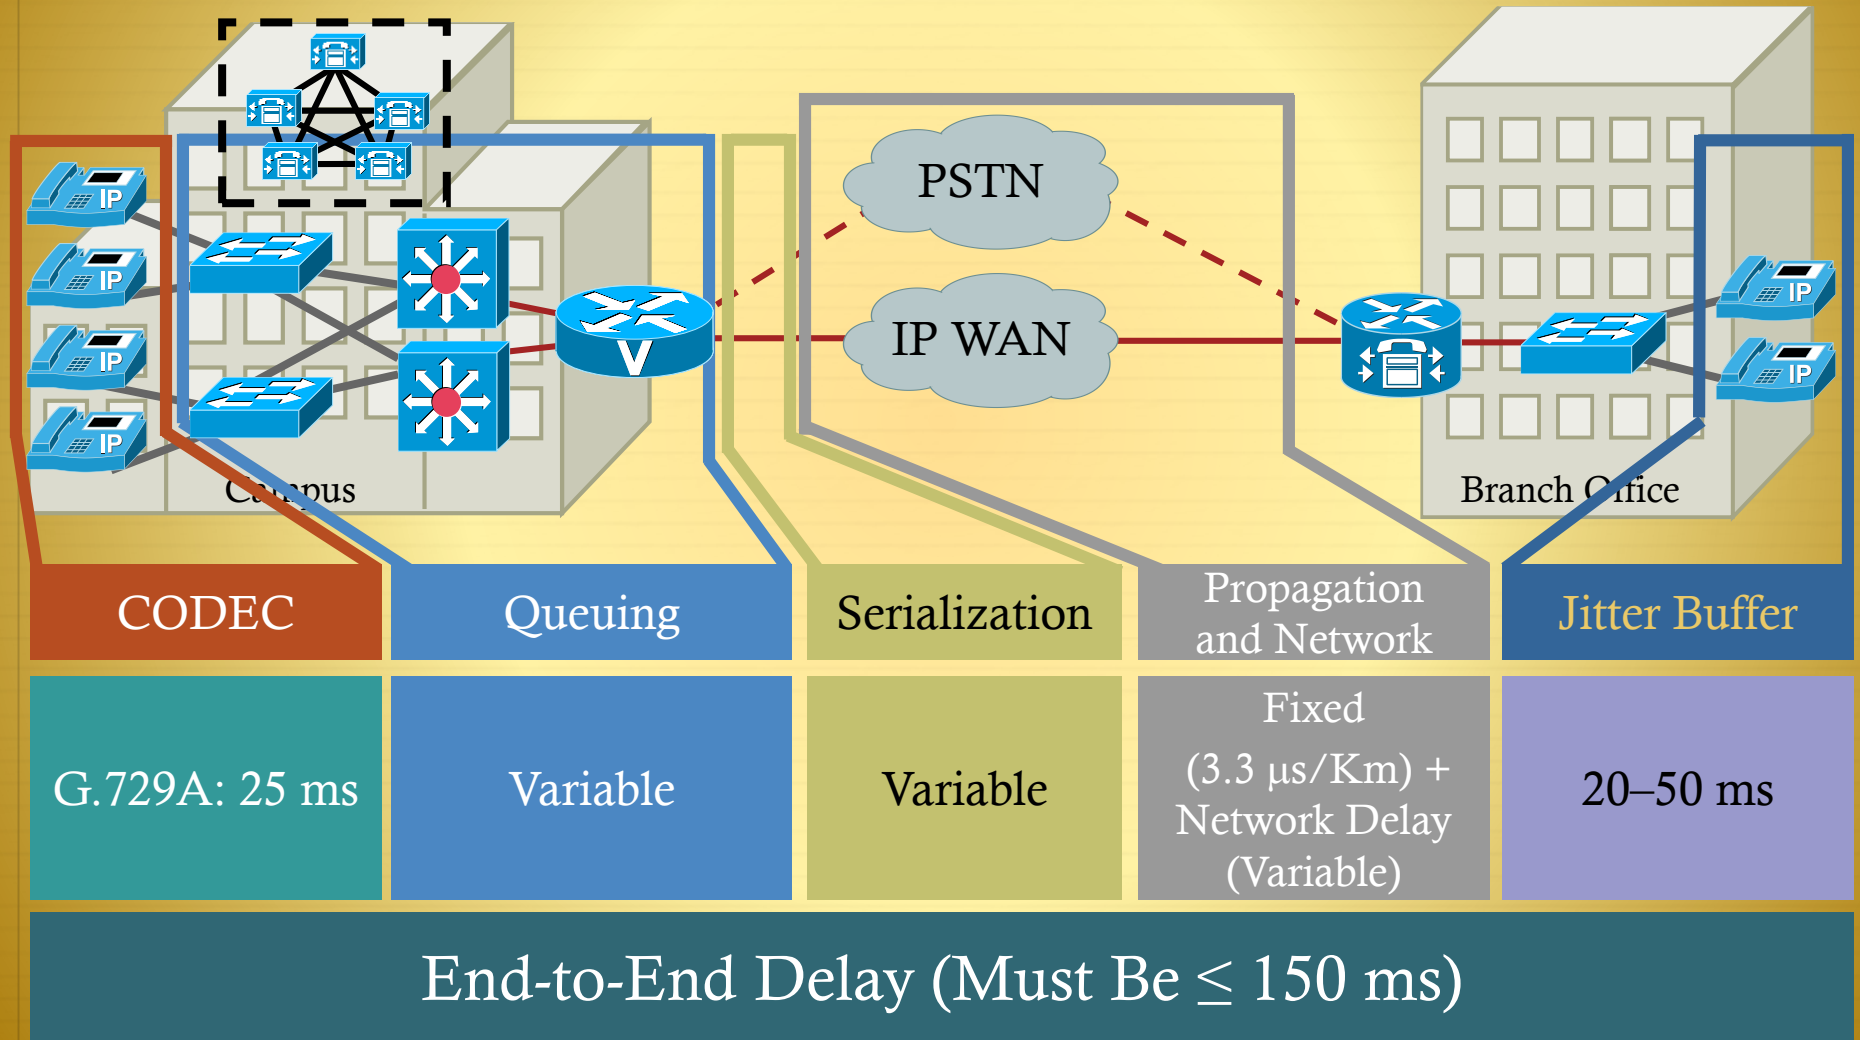 IP
IP
IP
IP
V
PSTN
IP WAN
IP
IP
Campus
Branch Office
CODEC
Queuing
Serialization
Propagation
and Network
Jitter Buffer
G.729A: 25 ms
Variable
Variable
Fixed
(3.3 µs/Km) +
Network Delay
(Variable)
20–50 ms
End-to-End Delay (Must Be ≤ 150 ms)